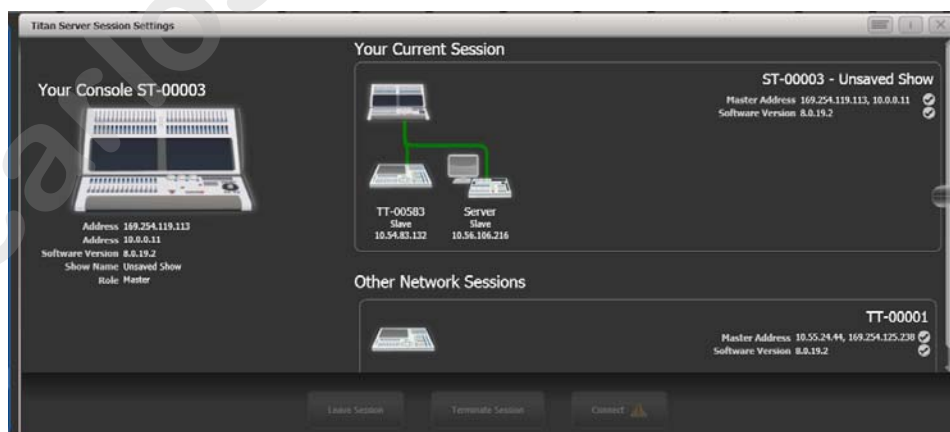 Titan Server Session Settings
Your Console ST-00003
Address 169.254.119.113
Address 10.0.0.11
Software Version 8.0.19.2
Show Name Unsaved Show
Role Master
Your Current Session
ST-00003 - Unsaved Show
Master Address 169.254.119.113, 10.0.0.11
Software Version 8.0.19.2
TT-00583
Slave
10.54.83.132
Server
Slave
10.56.106.216
Other Network Sessions
TT-00001
Master Address 10.55.24.44, 169.254.125.238
Software Version 8.0.19.2
Leave Session
Terminate Session
Connect